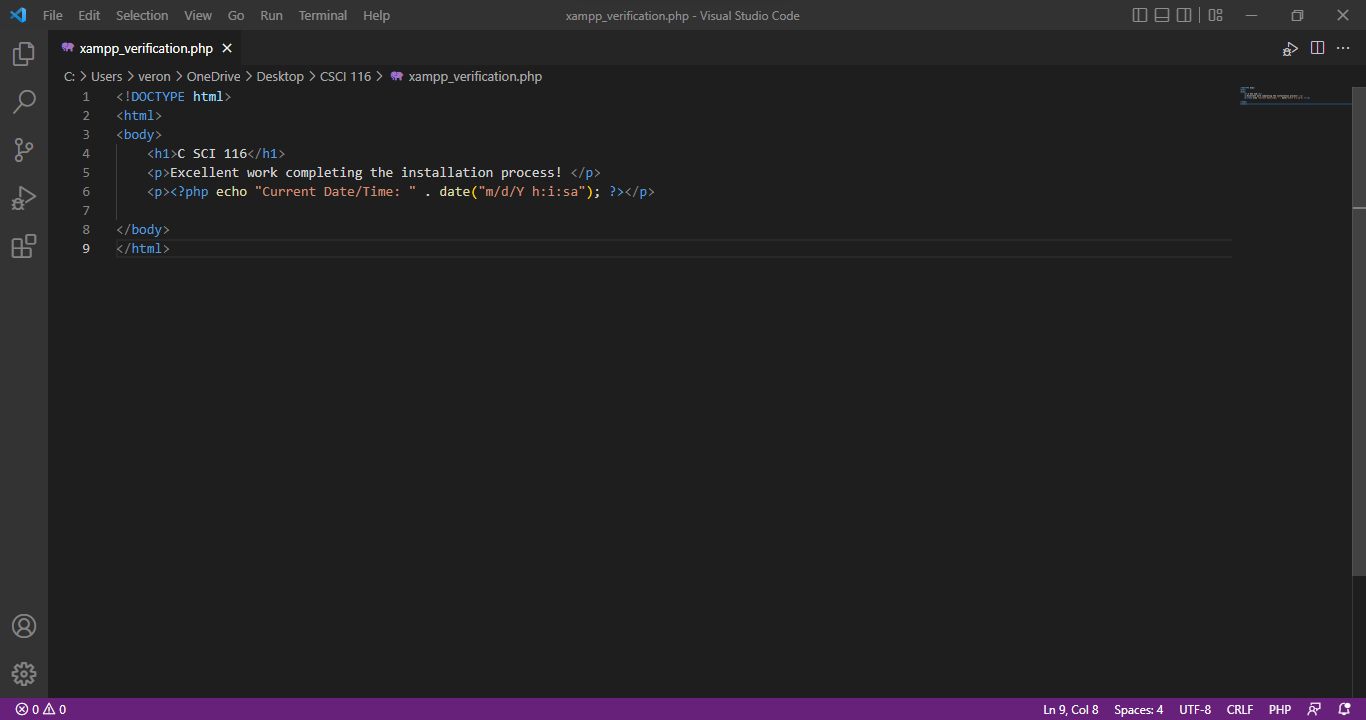 File Edit Selection View Go Run Terminal Help xampp_verification.php - Visual Studio Code
xampp_verification.php
C: > Users > veron > OneDrive > Desktop > CSCI 116 > xampp_verification.php
1 <!DOCTYPE html>
2 <html>
3 <body>
4     <h1>C SCI 116</h1>
5     <p>Excellent work completing the installation process! </p>
6     <p><?php echo "Current Date/Time: " . date("m/d/Y h:i:sa"); ?></p>
7
8 </body>
9 </html>
0 0 Ln 9, Col 8 Spaces: 4 UTF-8 CRLF PHP